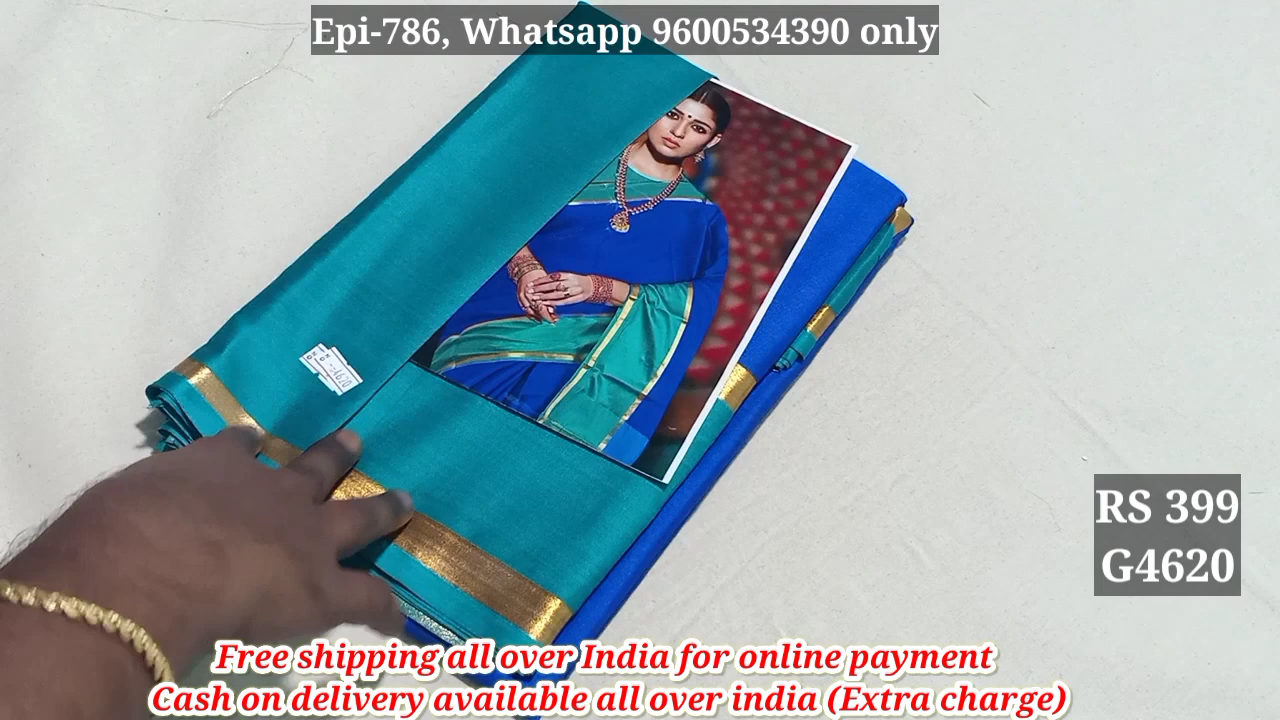 Epi-786, Whatsapp 9600534390 only
RS 399
G4620
Free shipping all over India for online payment
Cash on delivery available all over india (Extra charge)